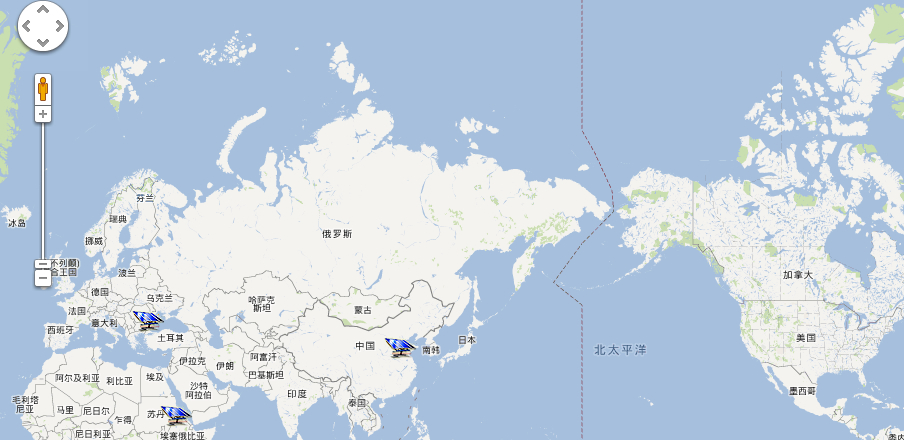 芬兰
冰岛
瑞典
挪威
俄罗斯
不列颠)
合王国
波兰
德国
乌克兰
法国
意大利
西班牙
土耳其
哈萨克
斯坦
蒙古
中国
南韩
日本
北太平洋
加拿大
美国
墨西哥
伊拉克
伊朗
阿富汗
巴基斯坦
阿尔及利亚
利比亚
埃及
沙特
阿拉伯
印度
泰国
毛利塔
尼亚
马里
尼日尔
乍得
苏丹
尼日利亚
埃塞俄比亚